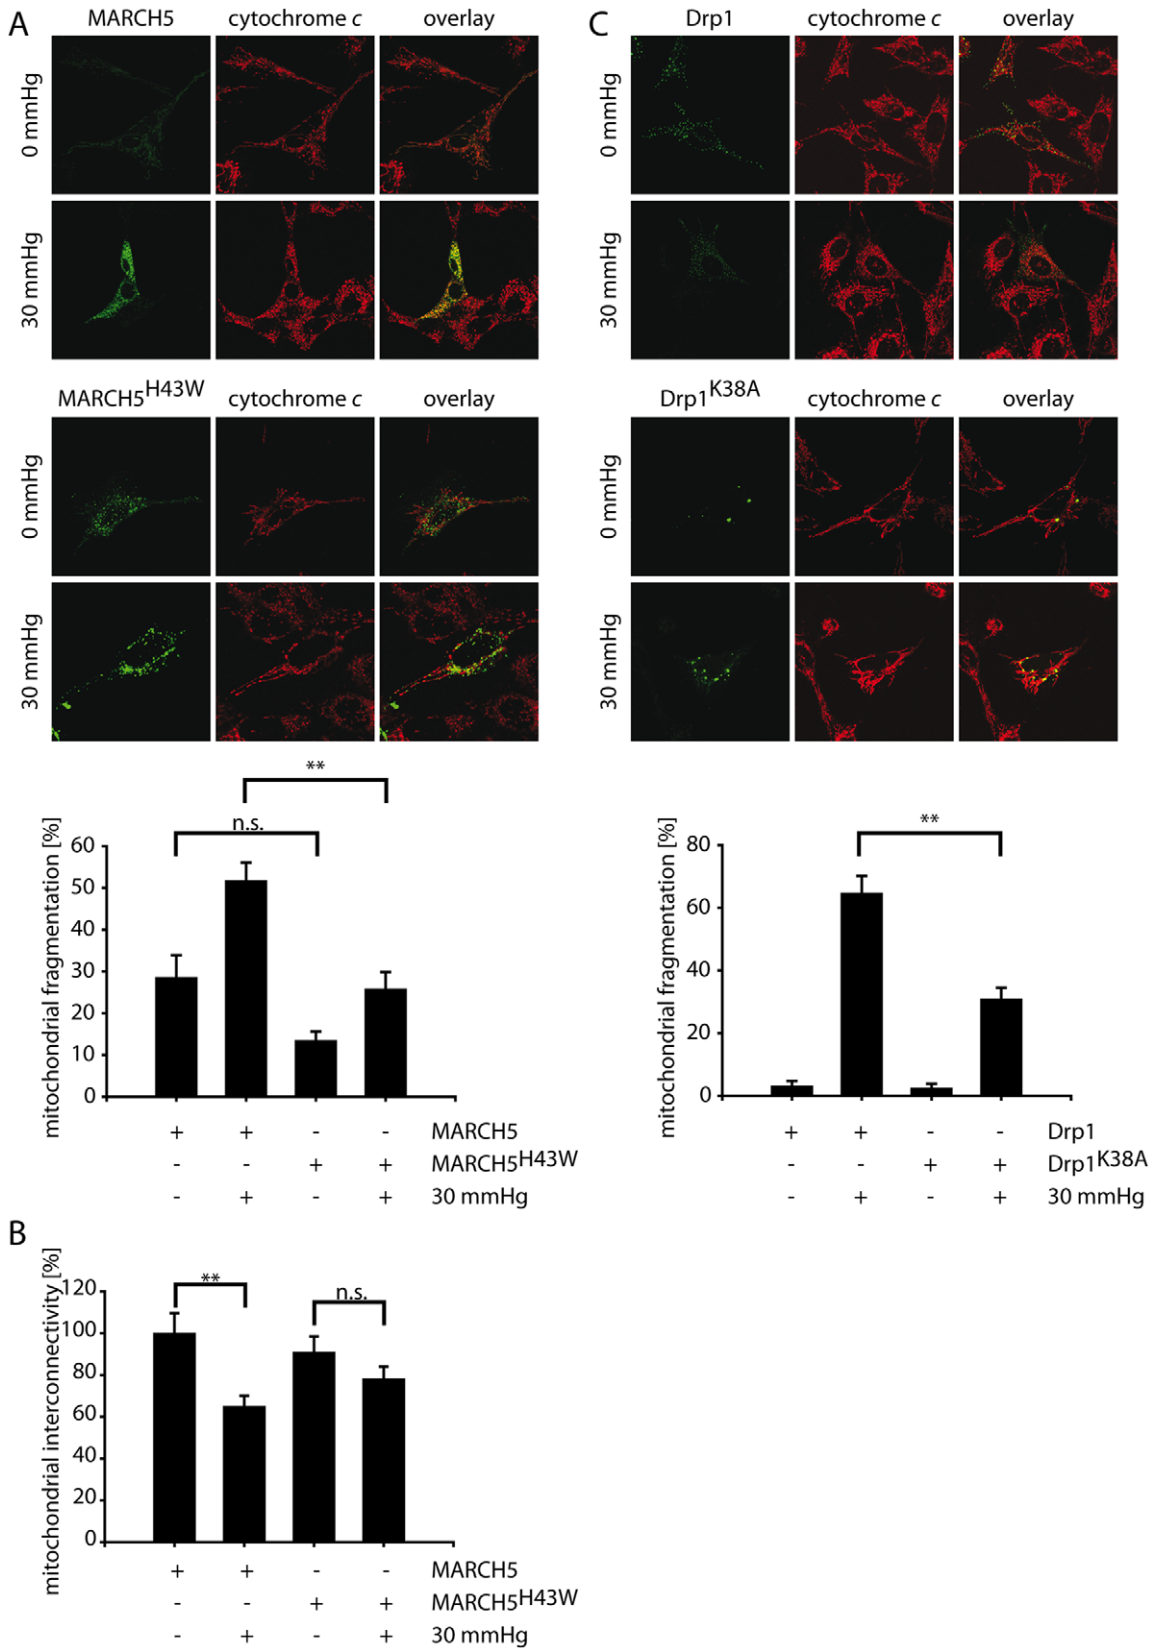 A
MARCH5 cytochrome c overlay
0 mmHg
30 mmHg
MARCH5H43W cytochrome c overlay
0 mmHg
30 mmHg
**
n.s.
mitochondrial fragmentation [%]
60
50
40
30
20
10
0
+ + - - MARCH5
- - + + MARCH5H43W
- + - + 30 mmHg
B
mitochondrial interconnectivity [%]
**
n.s.
120
100
80
60
40
20
0
+ + - - MARCH5
- - + + MARCH5H43W
- + - + 30 mmHg
C
Drp1 cytochrome c overlay
0 mmHg
30 mmHg
Drp1K38A cytochrome c overlay
0 mmHg
30 mmHg
**
mitochondrial fragmentation [%]
80
60
40
20
0
+ + - - Drp1
- - + + Drp1K38A
- + - + 30 mmHg